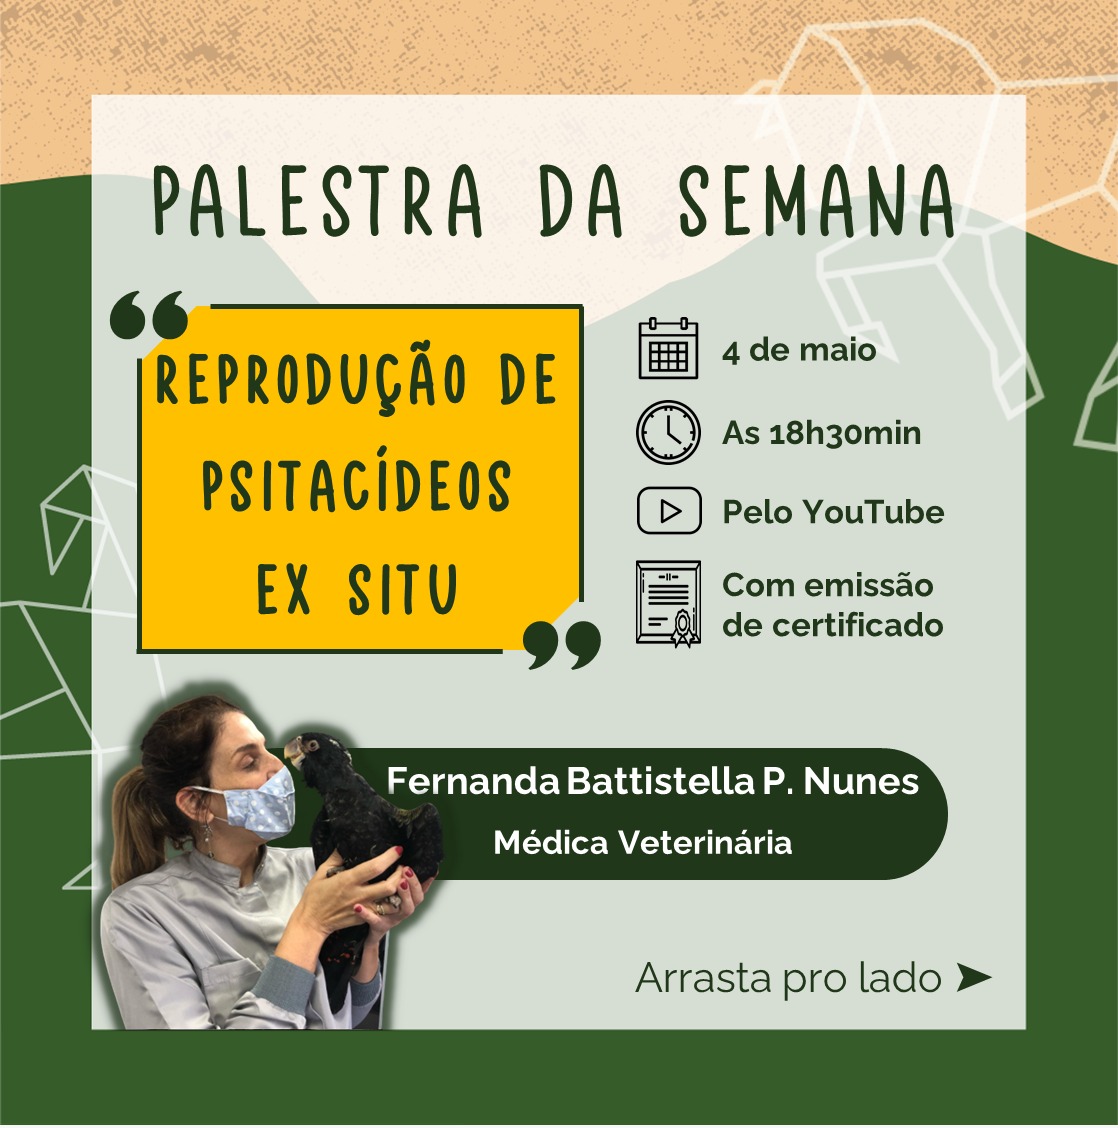 PALESTRA DA SEMANA
“
REPRODUÇÃO DE
PSITACÍDEOS
EX SITU
”
4 de maio
As 18h30min
Pelo YouTube
Com emissão
de certificado
Fernanda Battistella P. Nunes
Médica Veterinária
Arrasta pro lado